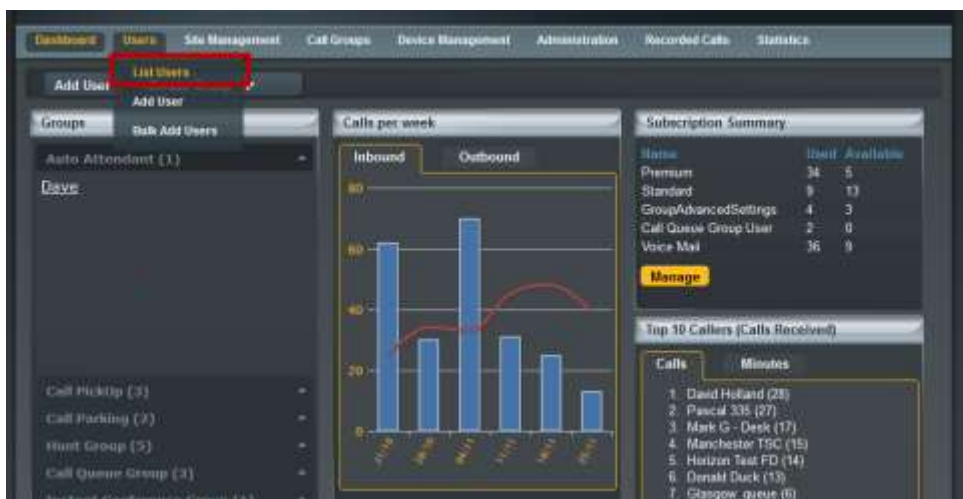 Dashboard Users Site Management Call Groups Device Management Administration Recorded Calls Statistics
List Users
Add User
Add User
Bulk Add Users
Groups
Auto Attendant (1)
Dave
Call PickUp (3)
Call Parking (2)
Hunt Group (5)
Call Queue Group (3)
Calls per week
Inbound Outbound
80
60
40
20
0
Subscription Summary
Name Used Available
Premium 34 5
Standard 9 13
GroupAdvancedSettings 4 3
Call Queue Group User 2 0
Voice Mail 36 9
Manage
Top 10 Callers (Calls Received)
Calls Minutes
1. David Holland (28)
2. Pascal 335 (27)
3. Mark G - Desk (17)
4. Manchester TSC (15)
5. Horizon Test FD (14)
6. Donald Duck (13)
7. Glasgow queue (6)